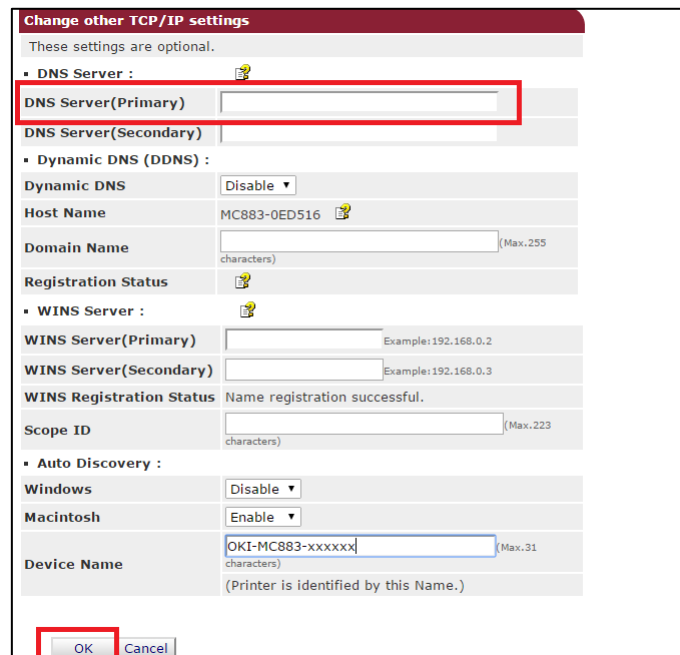 Change other TCP/IP settings
These settings are optional.
▪ DNS Server :
DNS Server(Primary)
DNS Server(Secondary)
▪ Dynamic DNS (DDNS) :
Dynamic DNS Disable
Host Name MC883-0ED516
Domain Name (Max.255
characters)
Registration Status
▪ WINS Server :
WINS Server(Primary) Example:192.168.0.2
WINS Server(Secondary) Example:192.168.0.3
WINS Registration Status Name registration successful.
Scope ID (Max.223
characters)
▪ Auto Discovery :
Windows Disable
Macintosh Enable
Device Name OKI-MC883-xxxxxx (Max.31
characters)
(Printer is identified by this Name.)
OK Cancel